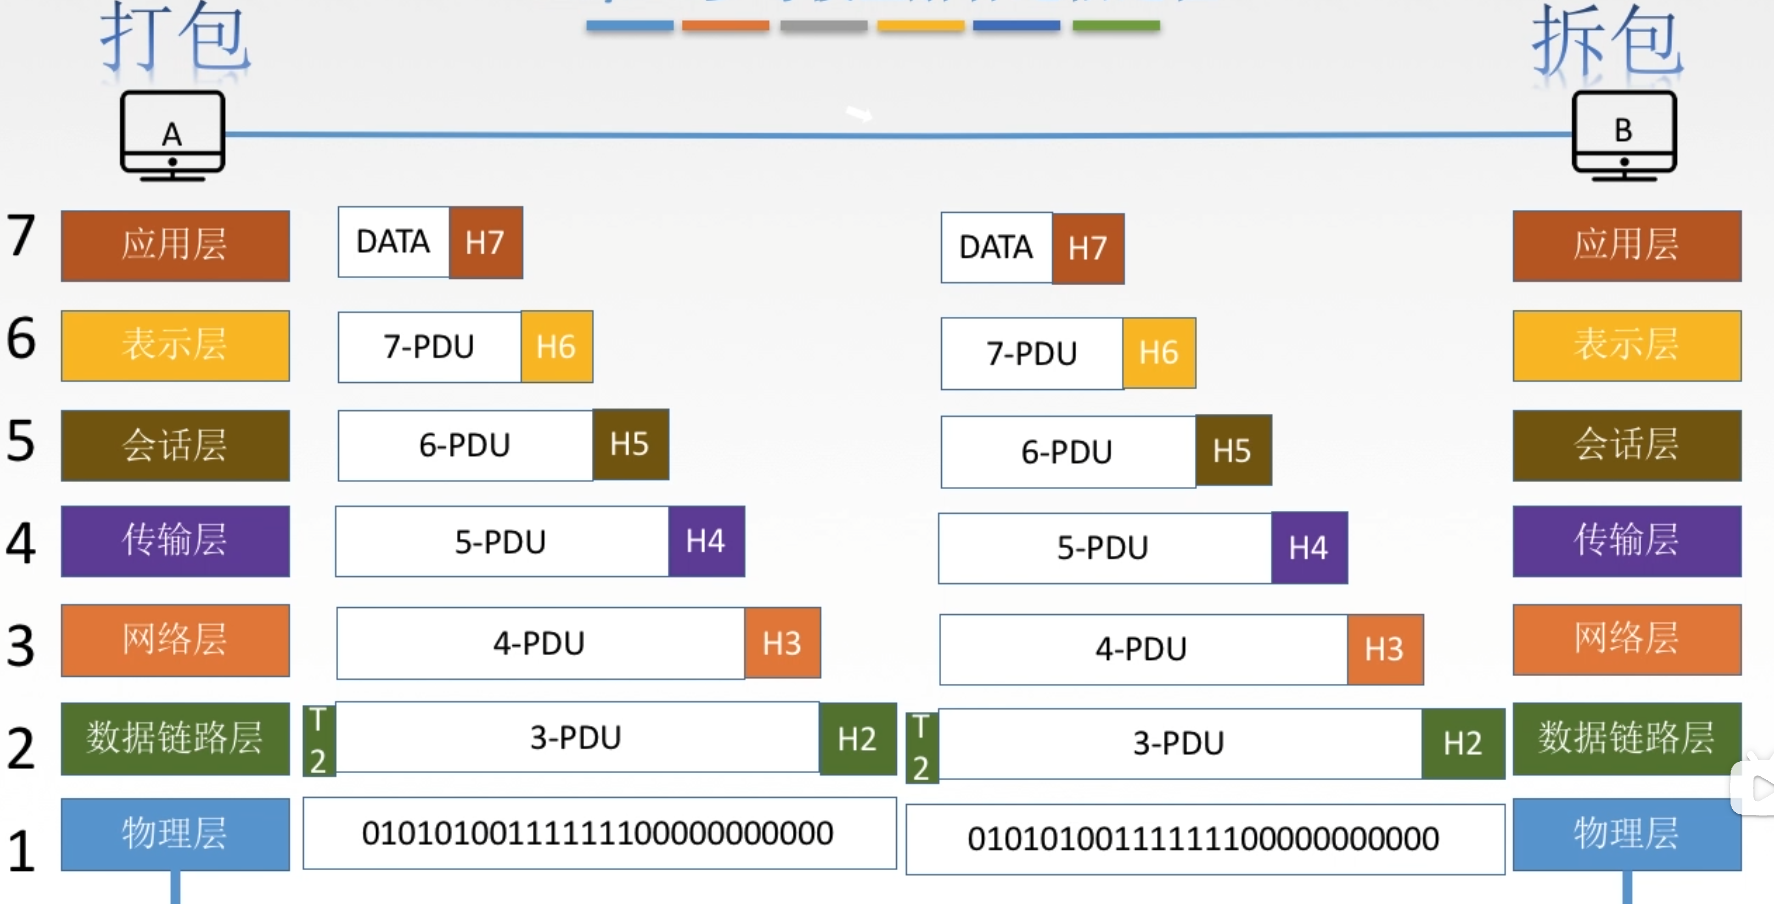 打包
拆包
A
B
7 应用层 DATA H7 DATA H7 应用层
6 表示层 7-PDU H6 7-PDU H6 表示层
5 会话层 6-PDU H5 6-PDU H5 会话层
4 传输层 5-PDU H4 5-PDU H4 传输层
3 网络层 4-PDU H3 4-PDU H3 网络层
2 数据链路层 T2 3-PDU H2 T2 3-PDU H2 数据链路层
1 物理层 01010100111111100000000000 01010100111111100000000000 物理层